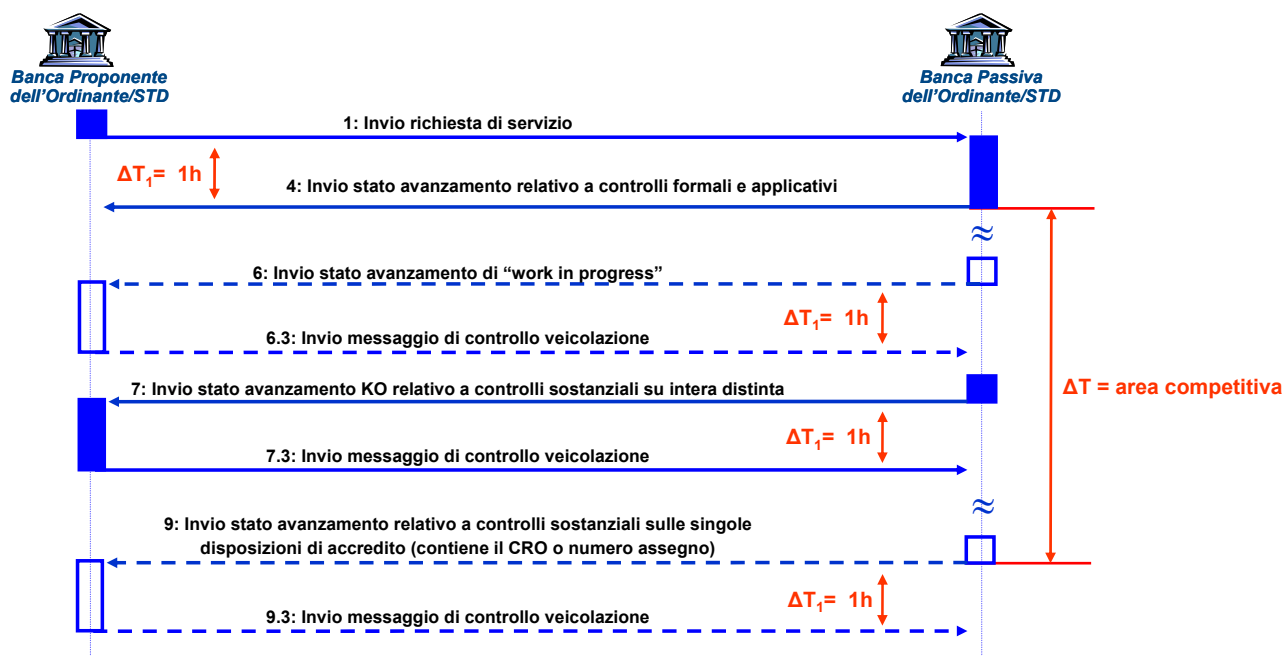 Banca Proponente
dell'Ordinante/STD
Banca Passiva
dell'Ordinante/STD
1: Invio richiesta di servizio
ΔT1= 1h
4: Invio stato avanzamento relativo a controlli formali e applicativi
≈
6: Invio stato avanzamento di “work in progress”
ΔT1= 1h
6.3: Invio messaggio di controllo veicolazione
7: Invio stato avanzamento KO relativo a controlli sostanziali su intera distinta
ΔT = area competitiva
ΔT1= 1h
7.3: Invio messaggio di controllo veicolazione
≈
9: Invio stato avanzamento relativo a controlli sostanziali sulle singole
disposizioni di accredito (contiene il CRO o numero assegno)
ΔT1= 1h
9.3: Invio messaggio di controllo veicolazione